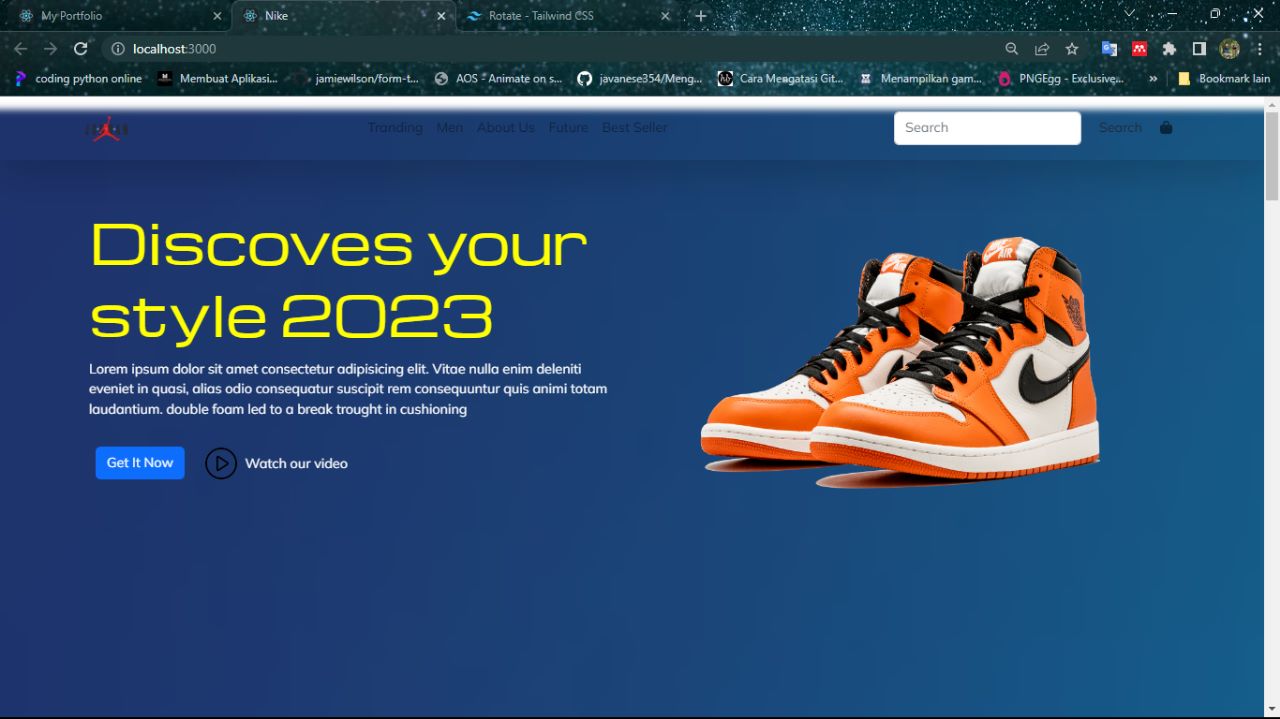 My Portfolio
Nike
Rotate - Tailwind CSS
localhost:3000
coding python online
Membuat Aplikasi...
jamiewilson/form-t...
AOS - Animate on s...
javanese354/Meng...
Cara Mengatasi Git...
Menampilkan gam...
PNGEgg - Exclusive...
»
Bookmark lain
Tranding Men About Us Future Best Seller
Search
Search
Discoves your
style 2023
Lorem ipsum dolor sit amet consectetur adipisicing elit. Vitae nulla enim deleniti
eveniet in quasi, alias odio consequatur suscipit rem consequuntur quis animi totam
laudantium. double foam led to a break trought in cushioning
Get It Now
Watch our video
AIR